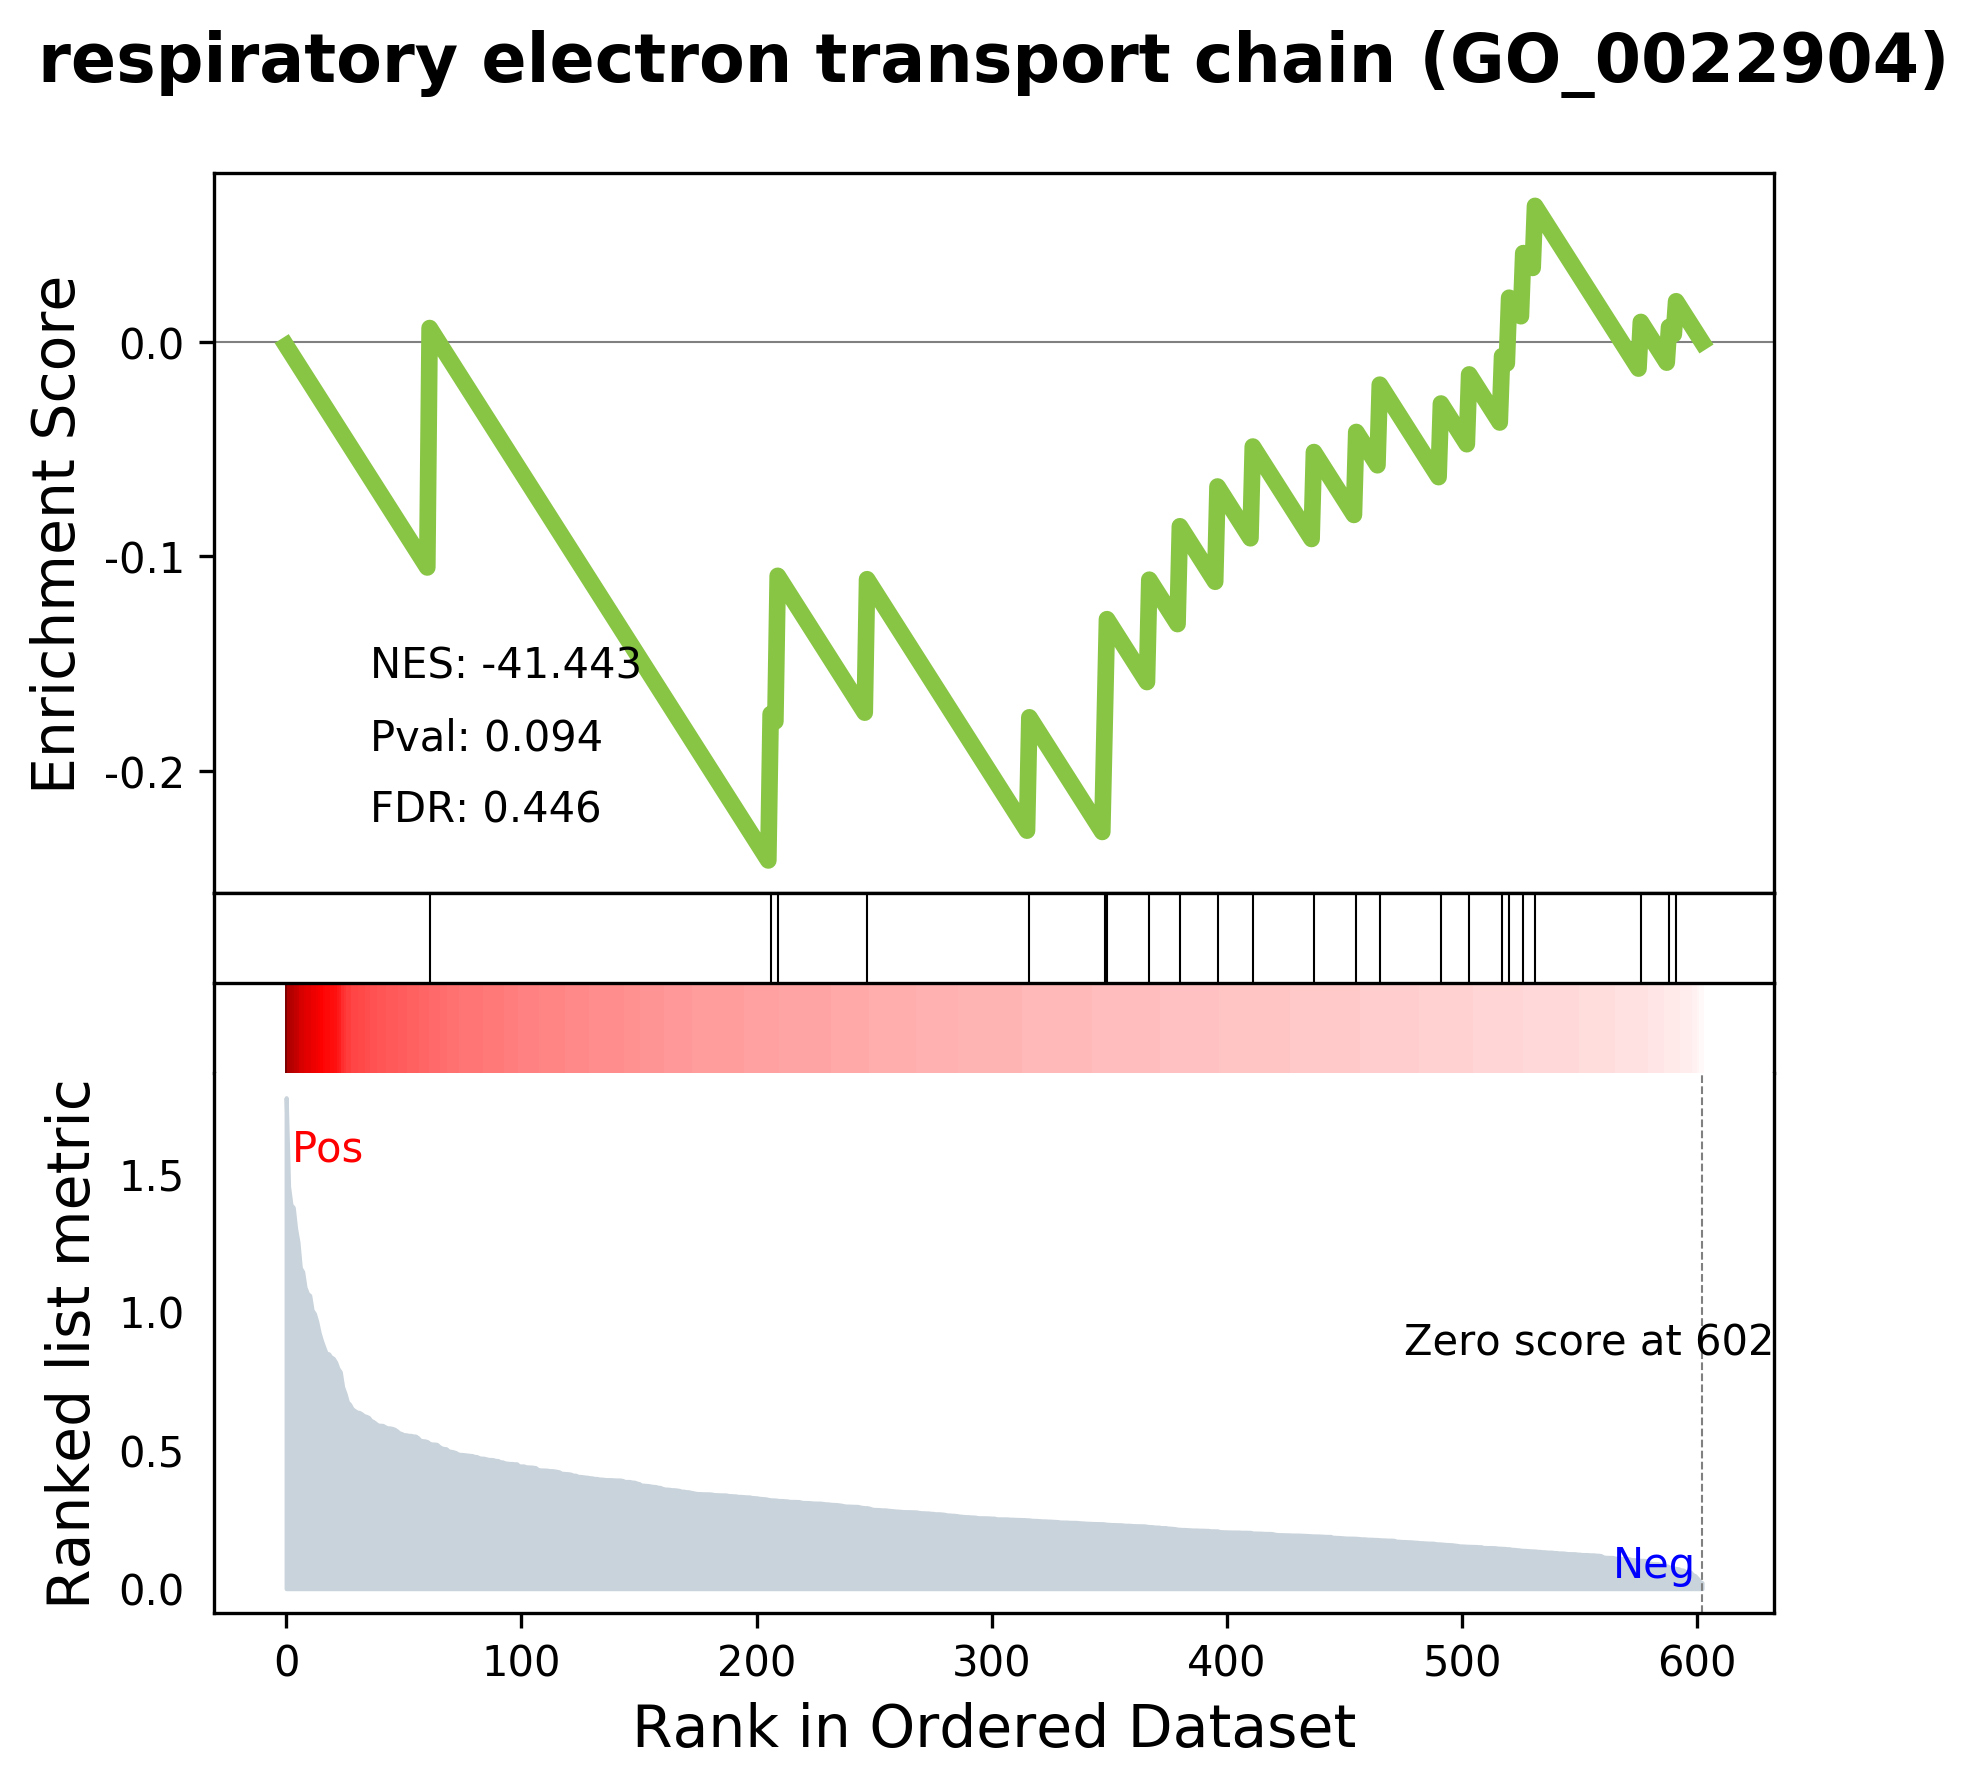 respiratory electron transport chain (GO_0022904)
Enrichment Score
0.0
-0.1
-0.2
NES: -41.443
Pval: 0.094
FDR: 0.446
Ranked list metric
1.5
1.0
0.5
0.0
Pos
Zero score at 602
Neg
0 100 200 300 400 500 600
Rank in Ordered Dataset